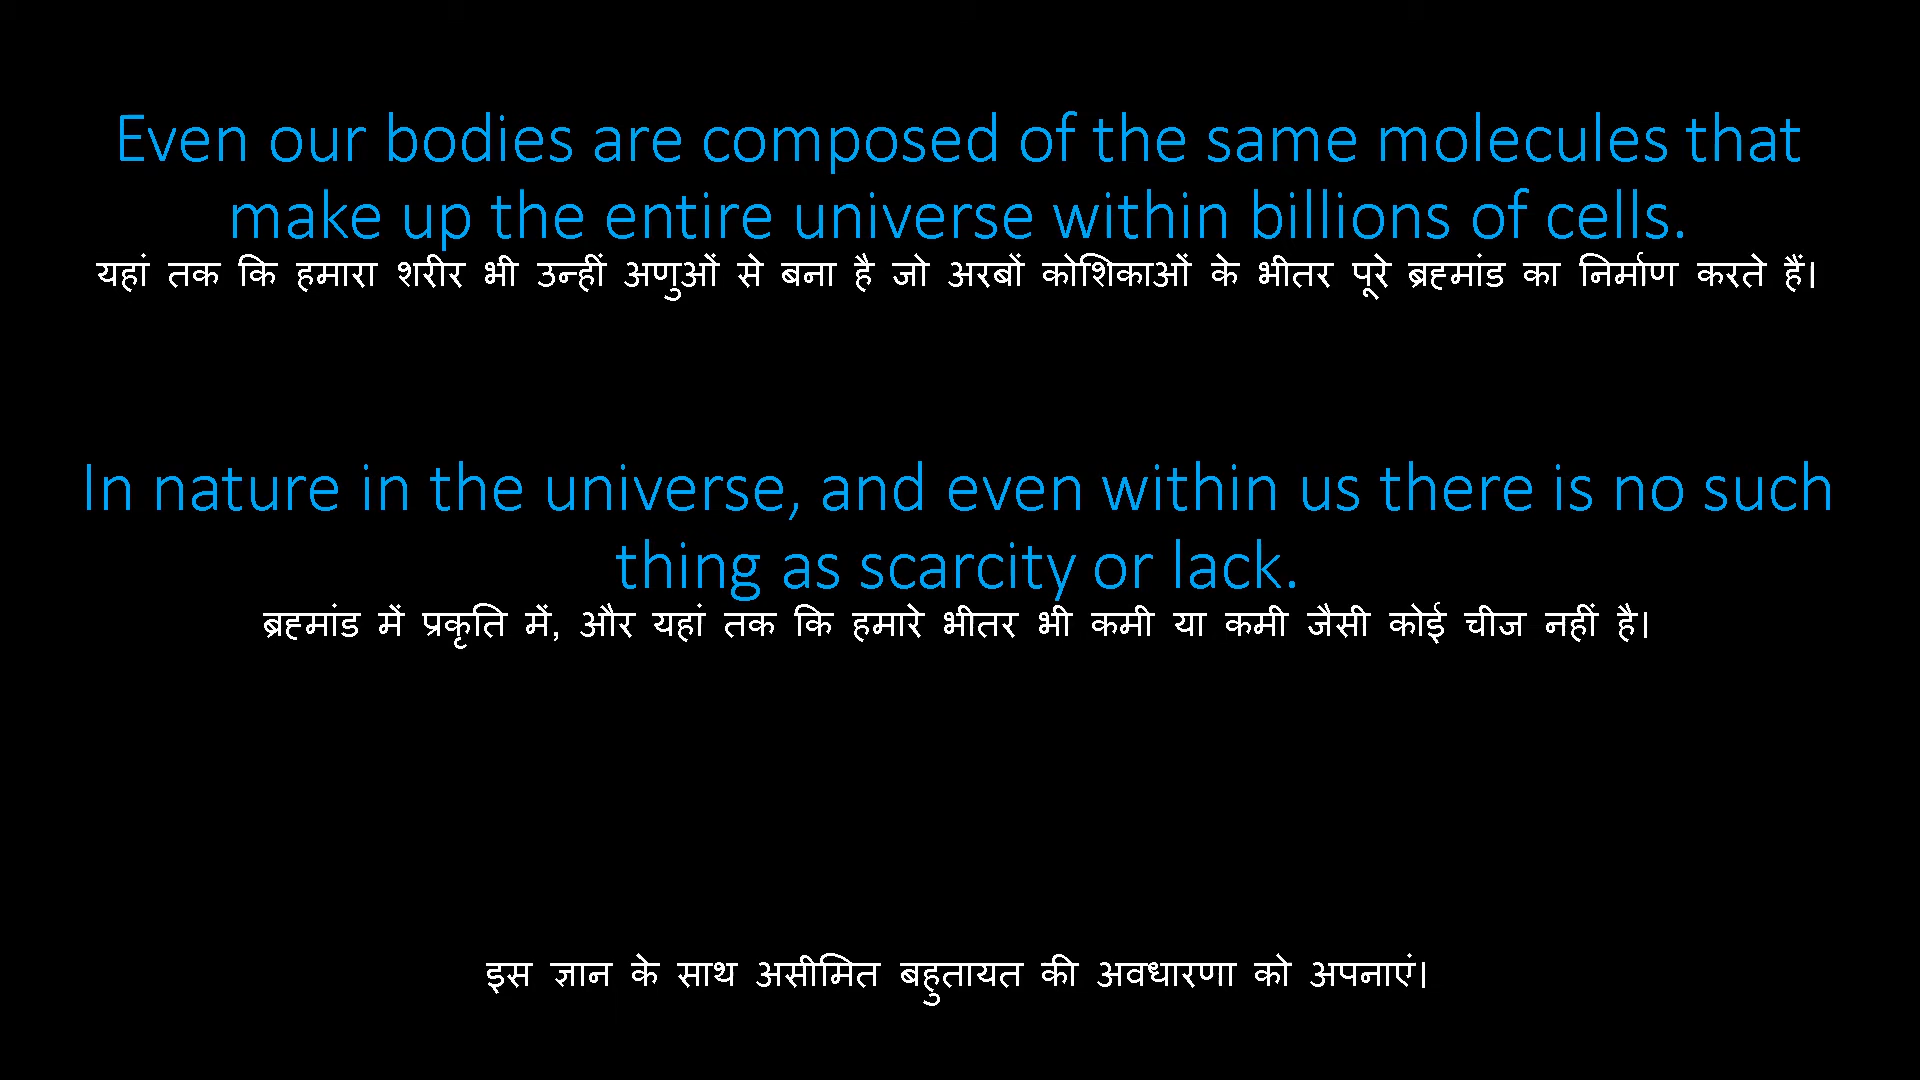 Even our bodies are composed of the same molecules that
make up the entire universe within billions of cells.
यहां तक कि हमारा शरीर भी उन्हीं अणुओं से बना है जो अरबों कोशिकाओं के भीतर पूरे ब्रह्मांड का निर्माण करते हैं।
In nature in the universe, and even within us there is no such
thing as scarcity or lack.
ब्रह्मांड में प्रकृति में, और यहां तक कि हमारे भीतर भी कमी या कमी जैसी कोई चीज नहीं है।
इस ज्ञान के साथ असीमित बहुतायत की अवधारणा को अपनाएं।